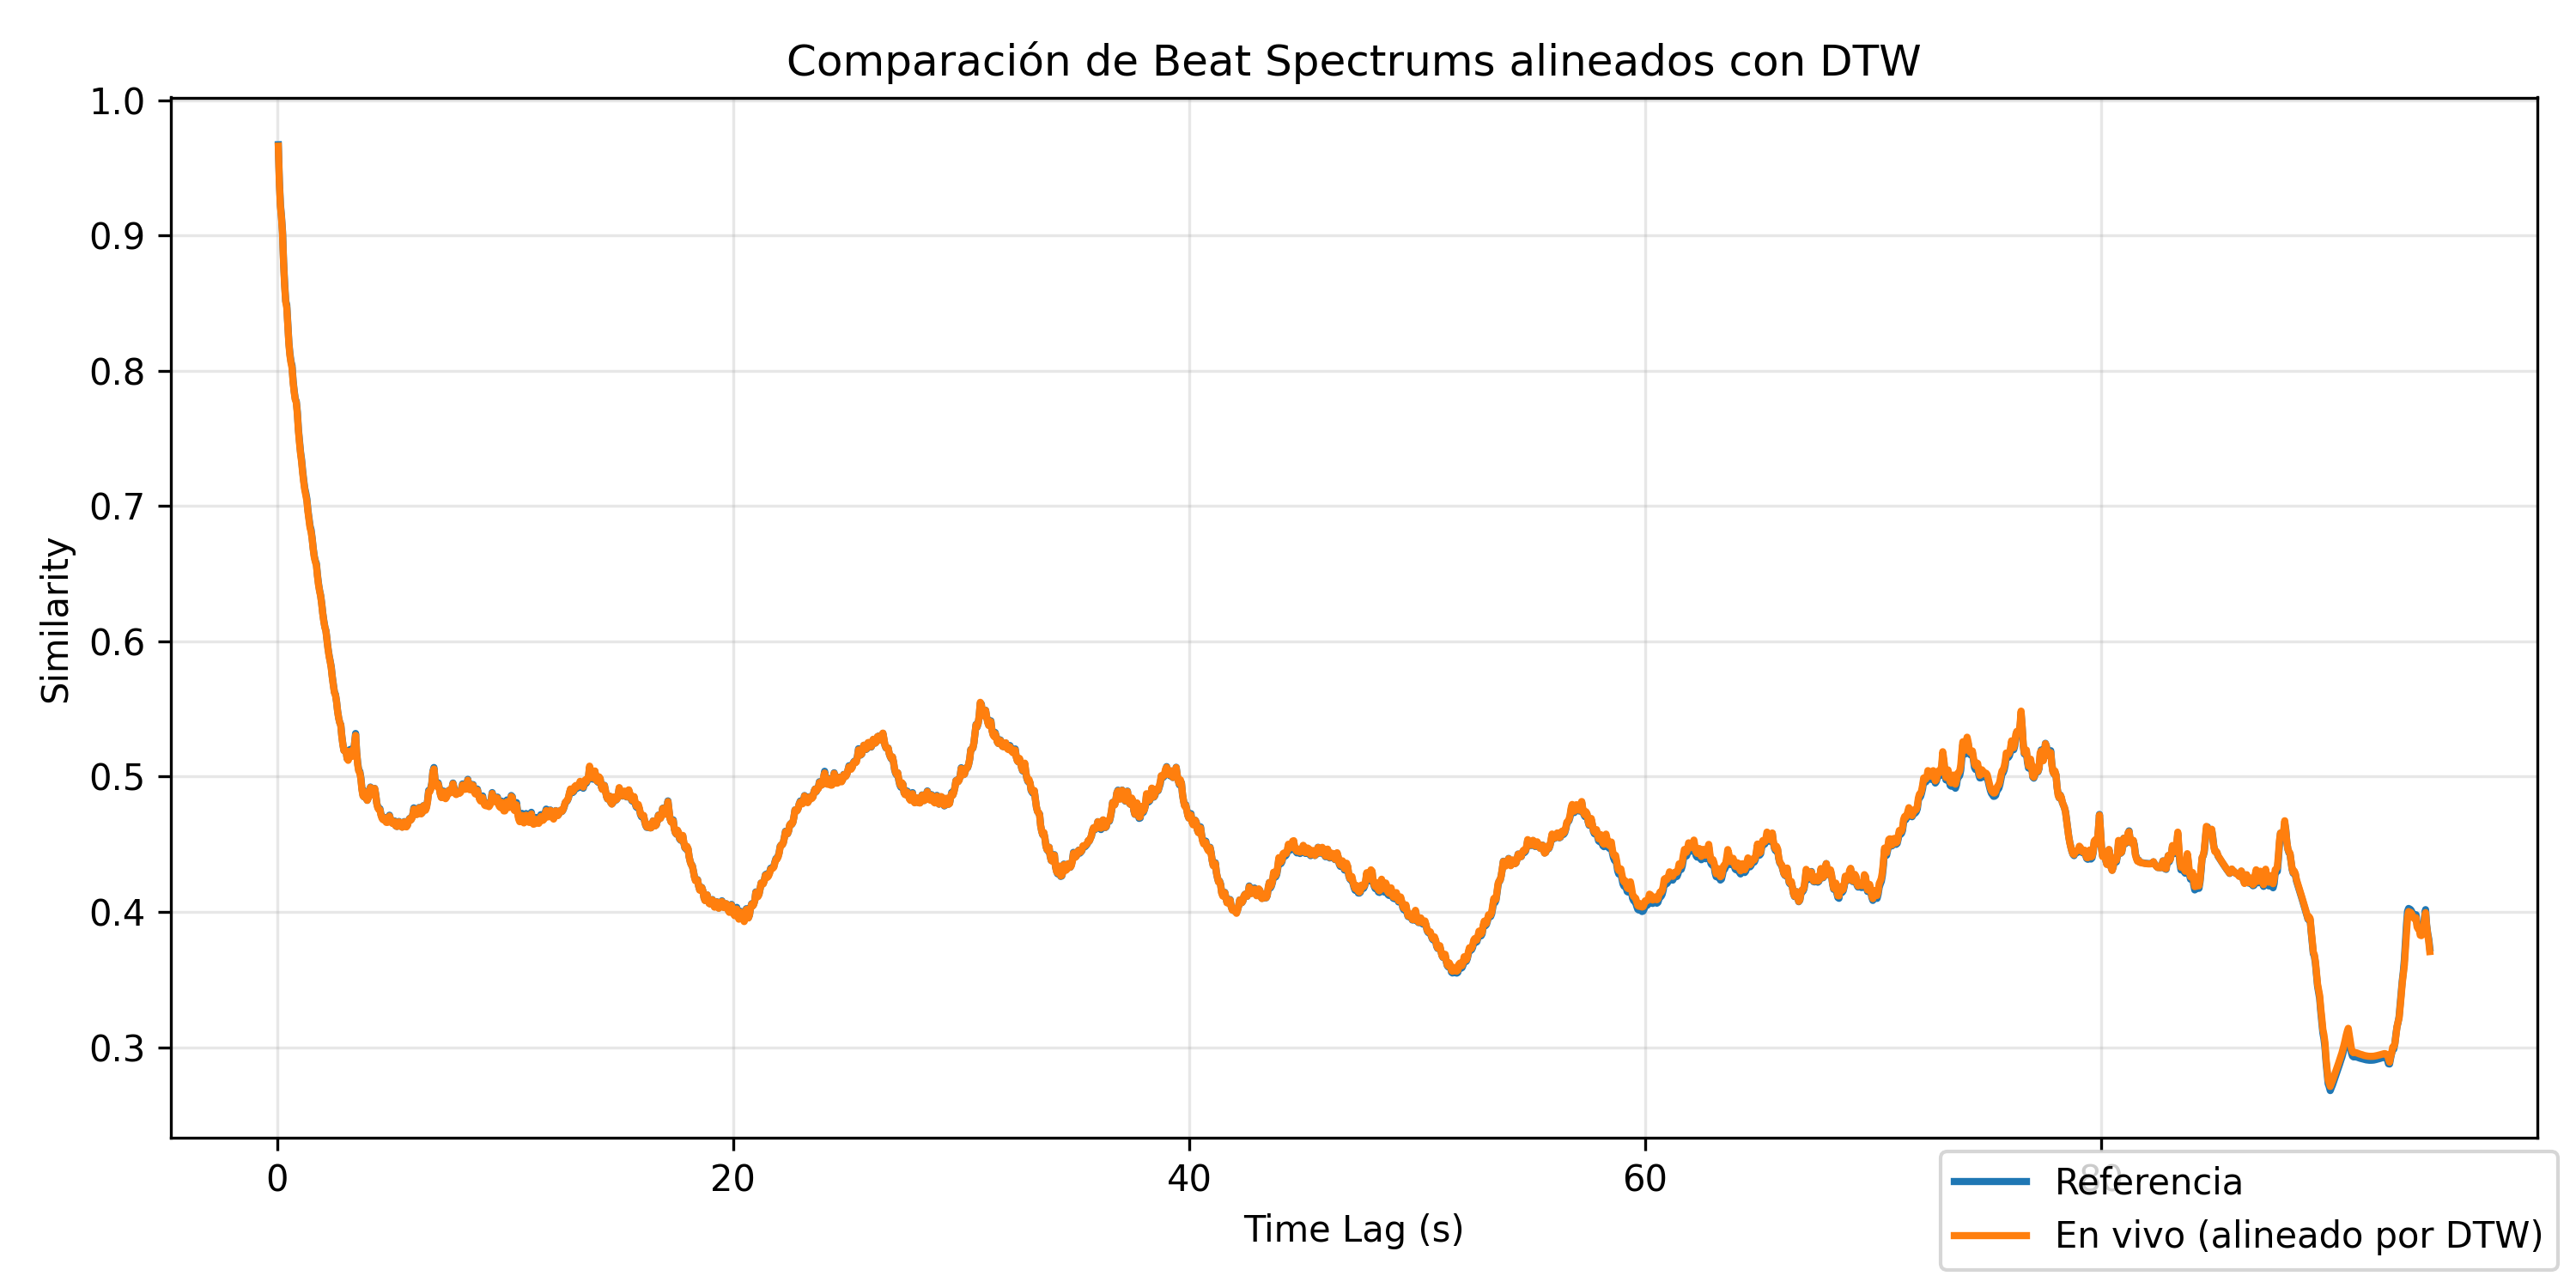 Comparación de Beat Spectrums alineados con DTW
1.0
0.9
0.8
0.7
0.6
0.5
0.4
0.3
Similarity
0
20
40
60
80
Time Lag (s)
Referencia
En vivo (alineado por DTW)